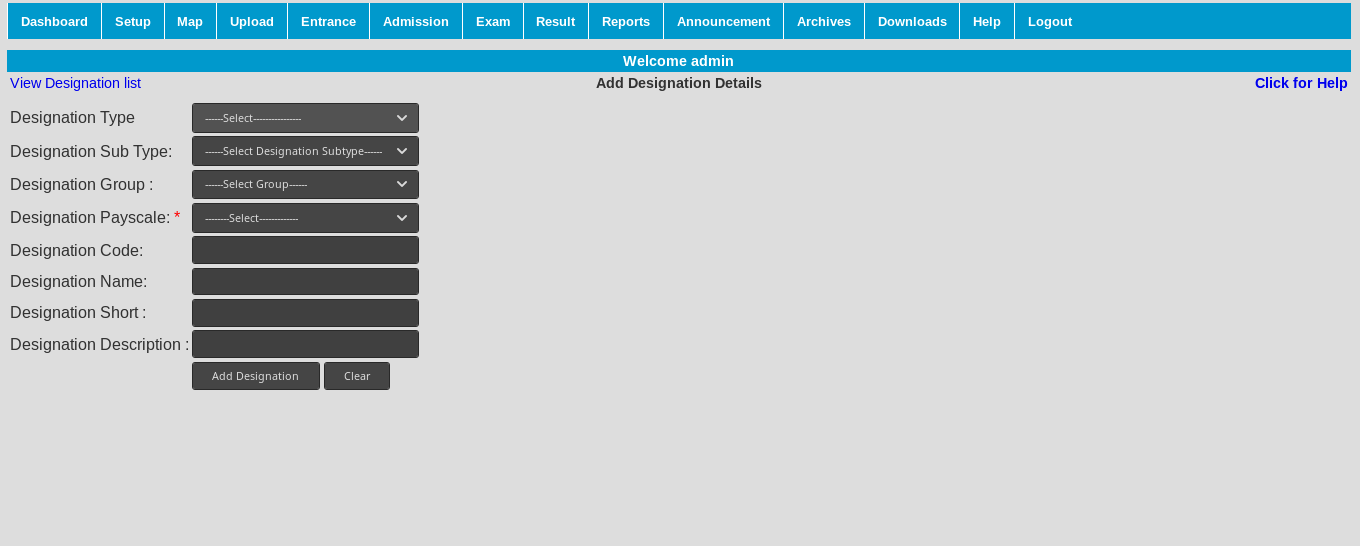 Dashboard Setup Map Upload Entrance Admission Exam Result Reports Announcement Archives Downloads Help Logout
Welcome admin
View Designation list Add Designation Details Click for Help
Designation Type ------Select----------------
Designation Sub Type: ------Select Designation Subtype------
Designation Group : ------Select Group------
Designation Payscale: * --------Select-------------
Designation Code:
Designation Name:
Designation Short :
Designation Description :
Add Designation Clear